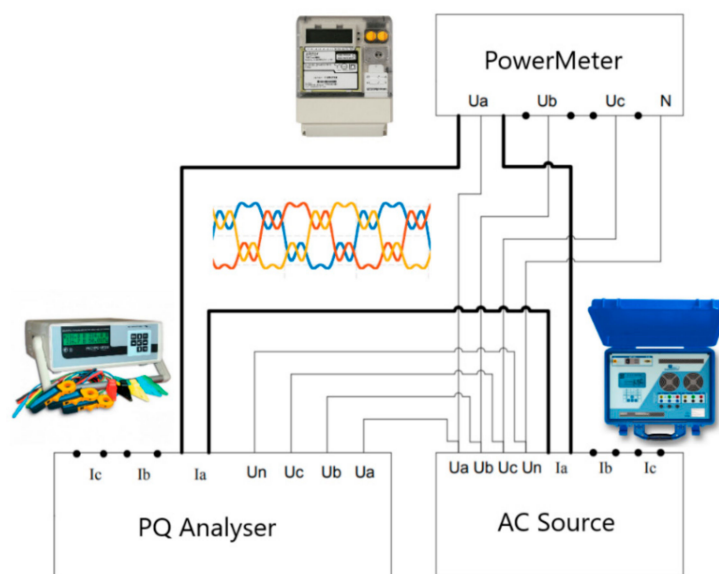 PowerMeter
Ua Ub Uc N
Ic Ib Ia Un Uc Ub Ua
PQ Analyser
Ua Ub Uc Un Ia Ib Ic
AC Source